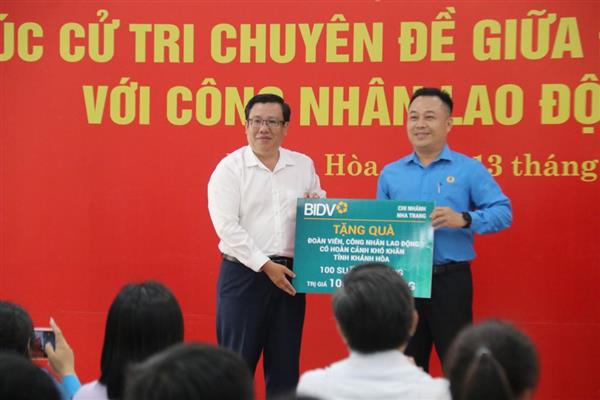 ÚC CỬ TRI CHUYÊN ĐỀ GIỮA
VỚI CÔNG NHÂN LAO ĐỘ
Hòa 13 tháng
BIDV
CHI NHÁNH
NHA TRANG
TẶNG QUÀ
ĐOÀN VIÊN, CÔNG NHÂN LAO ĐỘNG
CÓ HOÀN CẢNH KHÓ KHĂN
TỈNH KHÁNH HÒA
100 SU
TRỊ GIÁ 10